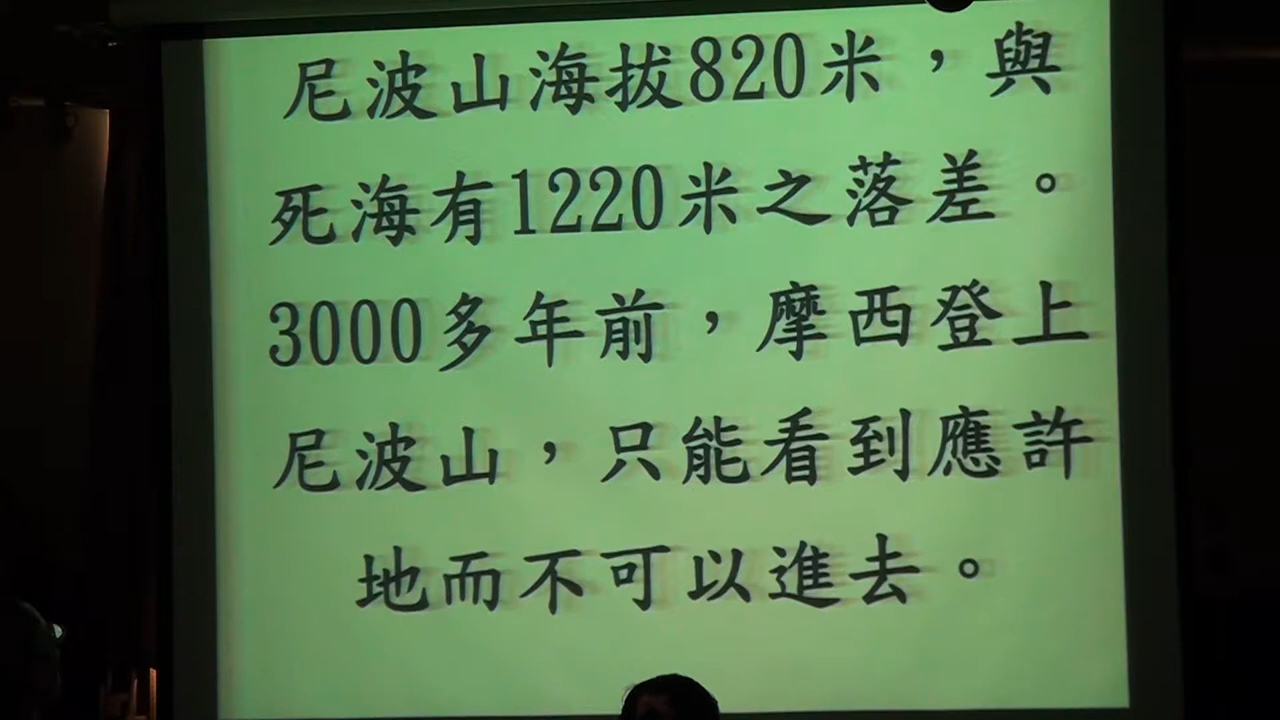 尼波山海拔820米，與
死海有1220米之落差。
3000多年前，摩西登上
尼波山，只能看到應許
地而不可以進去。